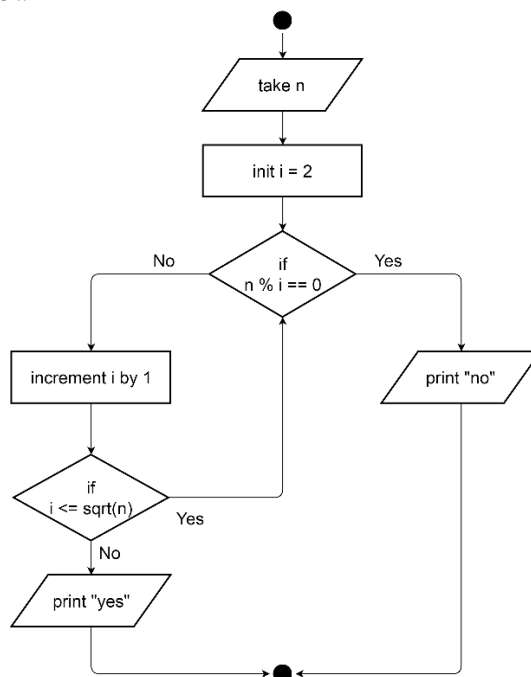 take n
init i = 2
if
n % i == 0
No
Yes
increment i by 1
print "no"
if
i <= sqrt(n)
Yes
No
print "yes"